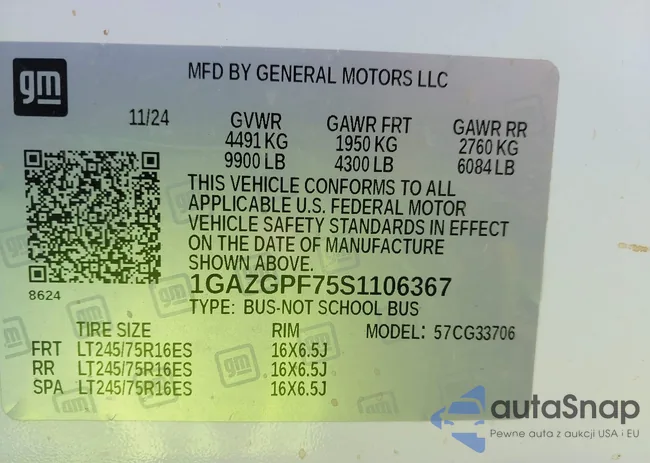 gm
MFD BY GENERAL MOTORS LLC
11/24 GVWR GAWR FRT GAWR RR
4491 KG 1950 KG 2760 KG
9900 LB 4300 LB 6084 LB
THIS VEHICLE CONFORMS TO ALL
APPLICABLE U.S. FEDERAL MOTOR
VEHICLE SAFETY STANDARDS IN EFFECT
ON THE DATE OF MANUFACTURE
SHOWN ABOVE.
8624
1GAZGPF75S1106367
TYPE: BUS-NOT SCHOOL BUS
TIRE SIZE RIM MODEL: 57CG33706
FRT LT245/75R16ES 16X6.5J
RR LT245/75R16ES 16X6.5J
SPA LT245/75R16ES 16X6.5J
autaSnap
Pewne auta z aukcji USA i EU